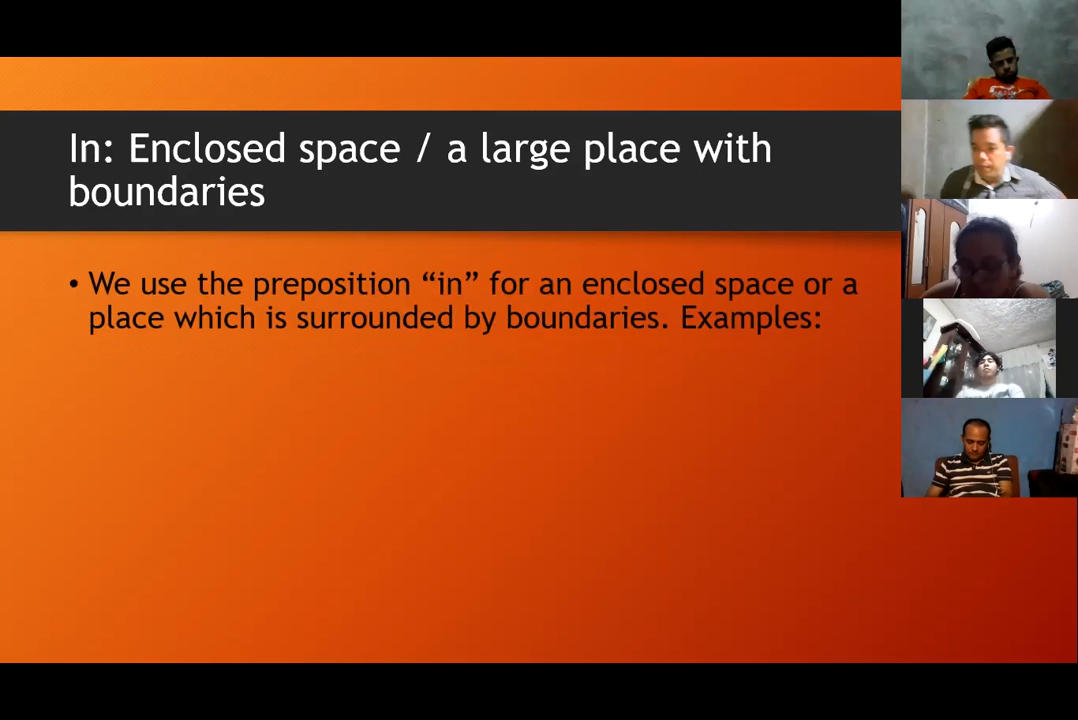 In: Enclosed space / a large place with
boundaries
• We use the preposition “in” for an enclosed space or a
place which is surrounded by boundaries. Examples: